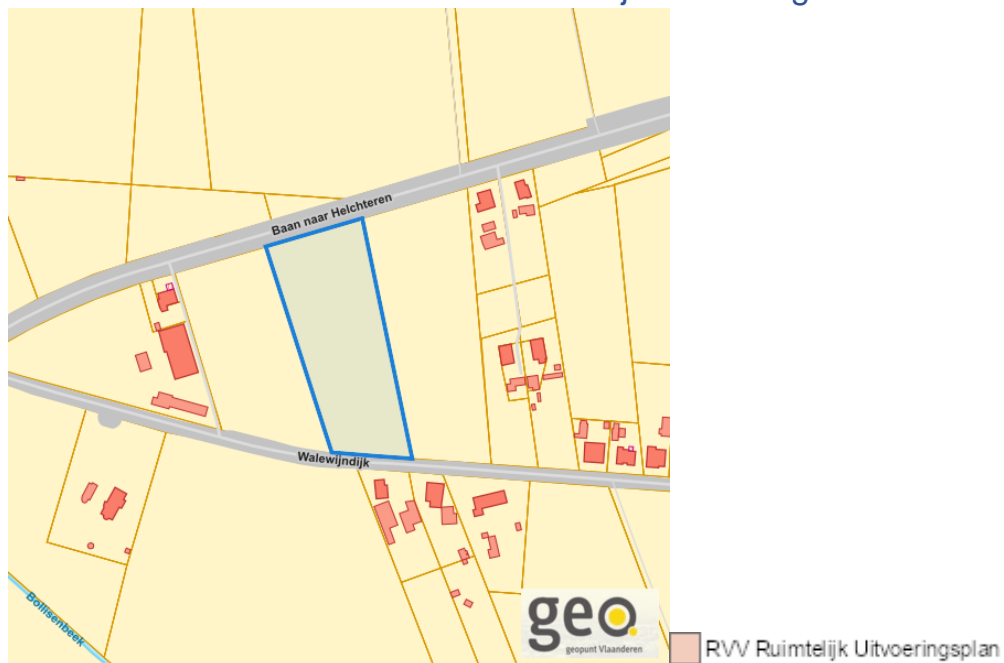 Baan naar Helchteren
Walewijndijk
Bollisenbeek
geo.
geopunt Vlaanderen
RVV Ruimtelijk Uitvoeringsplan